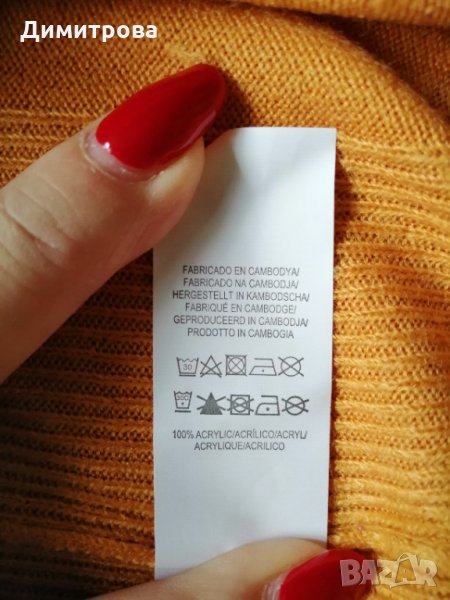 Димитрова
FABRICADO EN CAMBODYA/
FABRICADO NA CAMBODJA/
HERGESTELLT IN KAMBODSCHA/
FABRIQUÉ EN CAMBODGE/
GEPRODUCEERD IN CAMBODJA/
PRODOTTO IN CAMBOGIA
30
100% ACRYLIC/ACRÍLICO/ACRYL/
ACRYLIQUE/ACRILICO
BAZAR